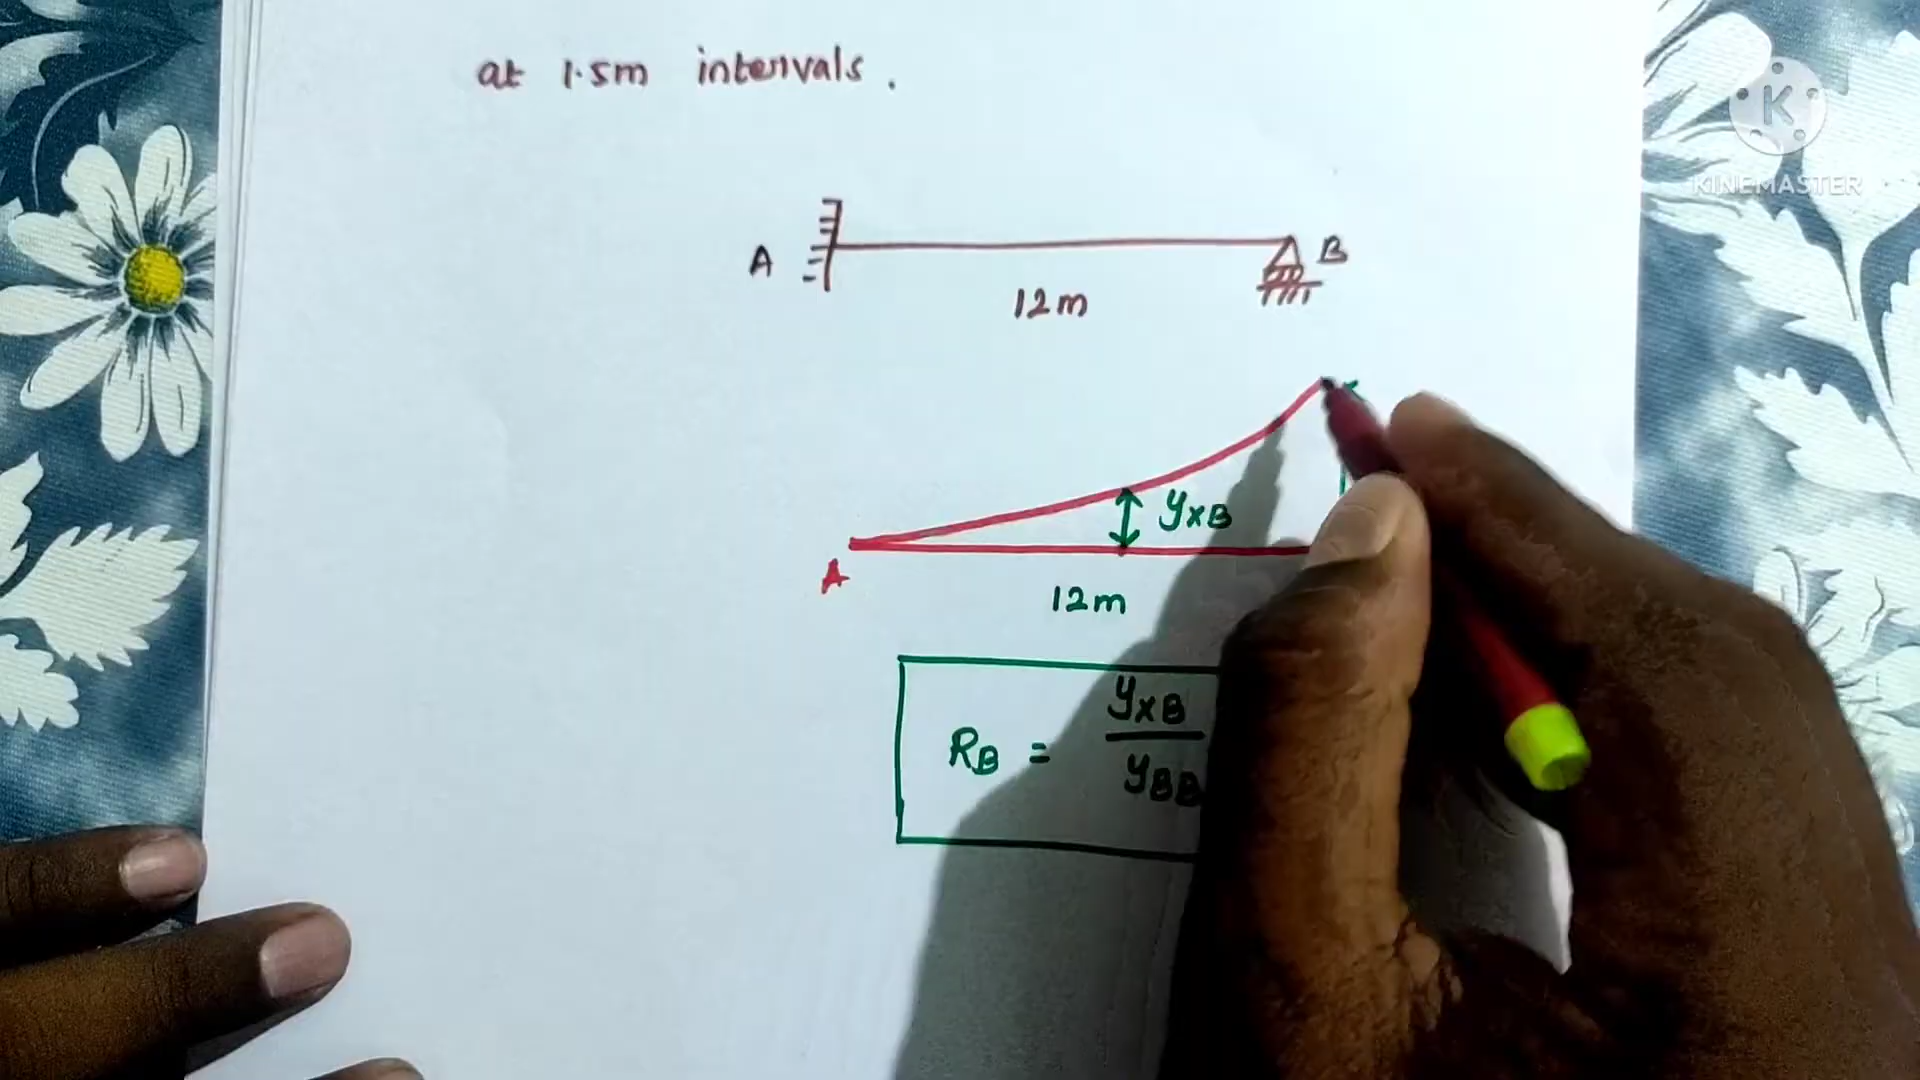 at 1.5m intervals.
K
KINEMASTER
A
B
12m
yxB
A
12m
RB = yxB / yBB